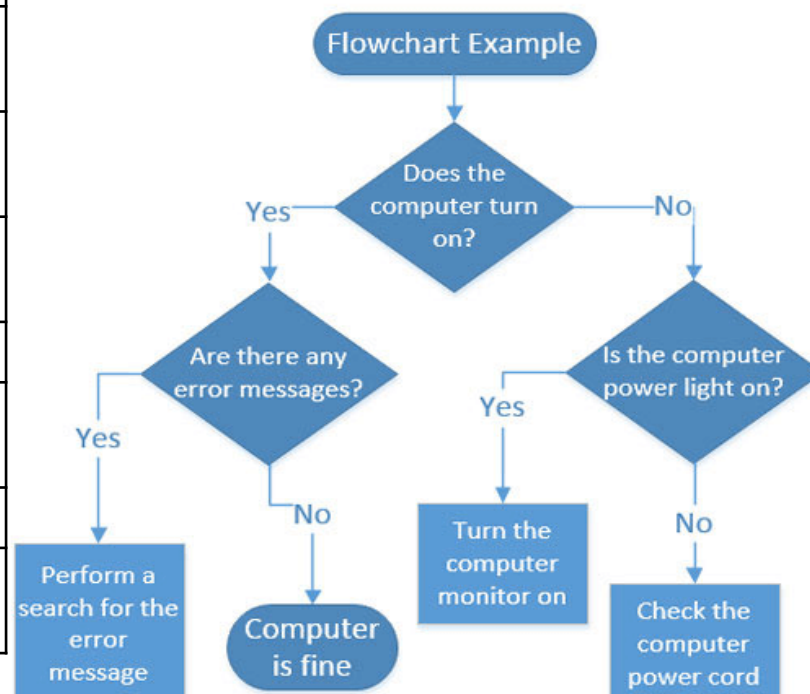 Flowchart Example
Does the
computer turn
on?
Yes
No
Are there any
error messages?
Is the computer
power light on?
Yes
Yes
No
No
Turn the
computer
monitor on
Perform a
search for the
error
message
Computer
is fine
Check the
computer
power cord